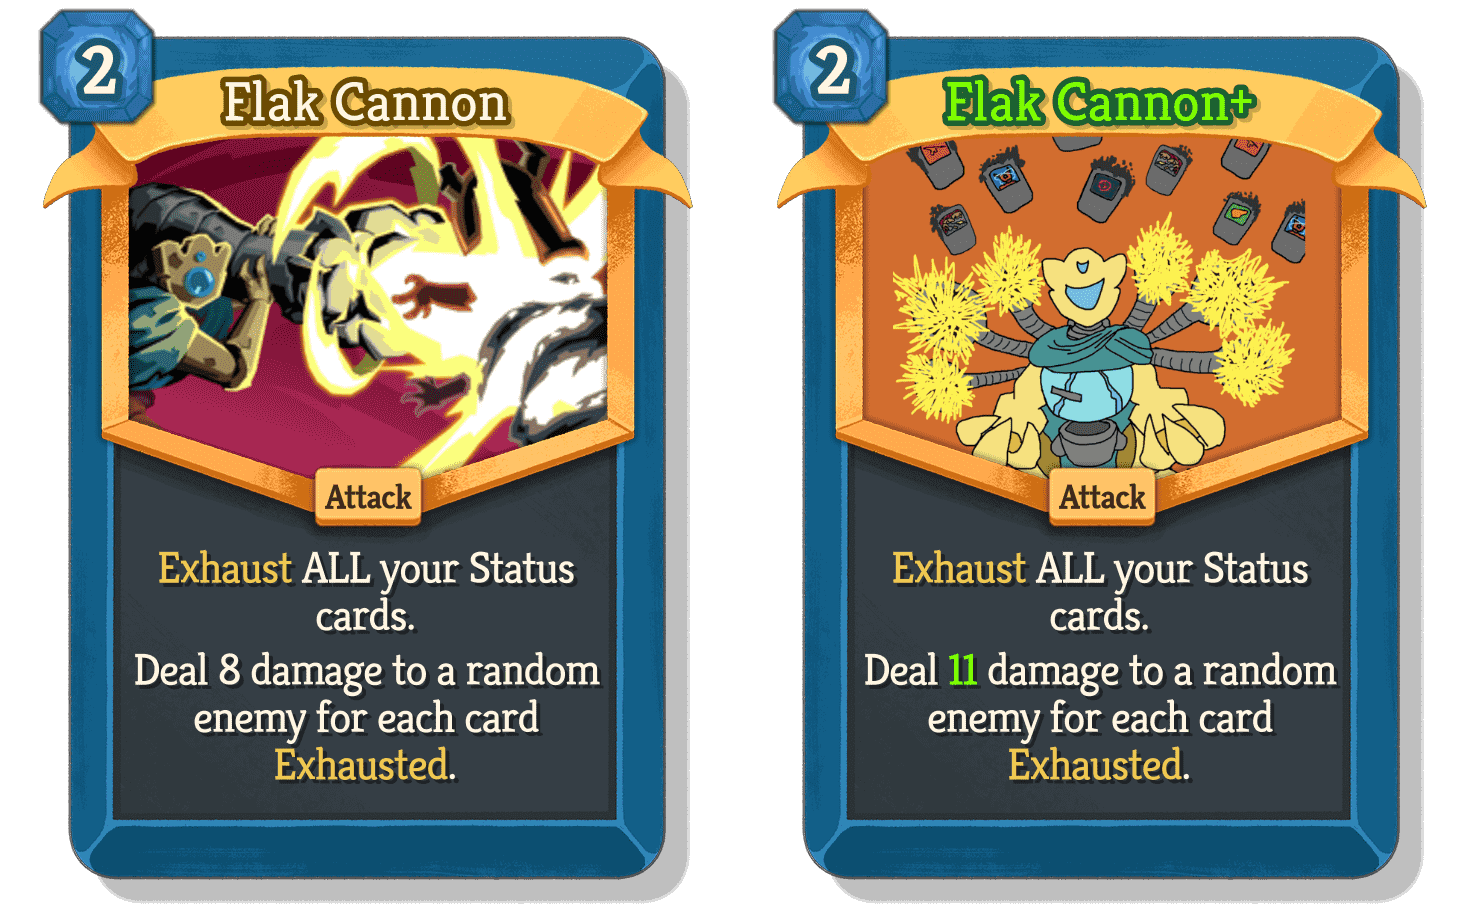 2
Flak Cannon
Attack
Exhaust ALL your Status
cards.
Deal 8 damage to a random
enemy for each card
Exhausted.
2
Flak Cannon+
Attack
Exhaust ALL your Status
cards.
Deal 11 damage to a random
enemy for each card
Exhausted.